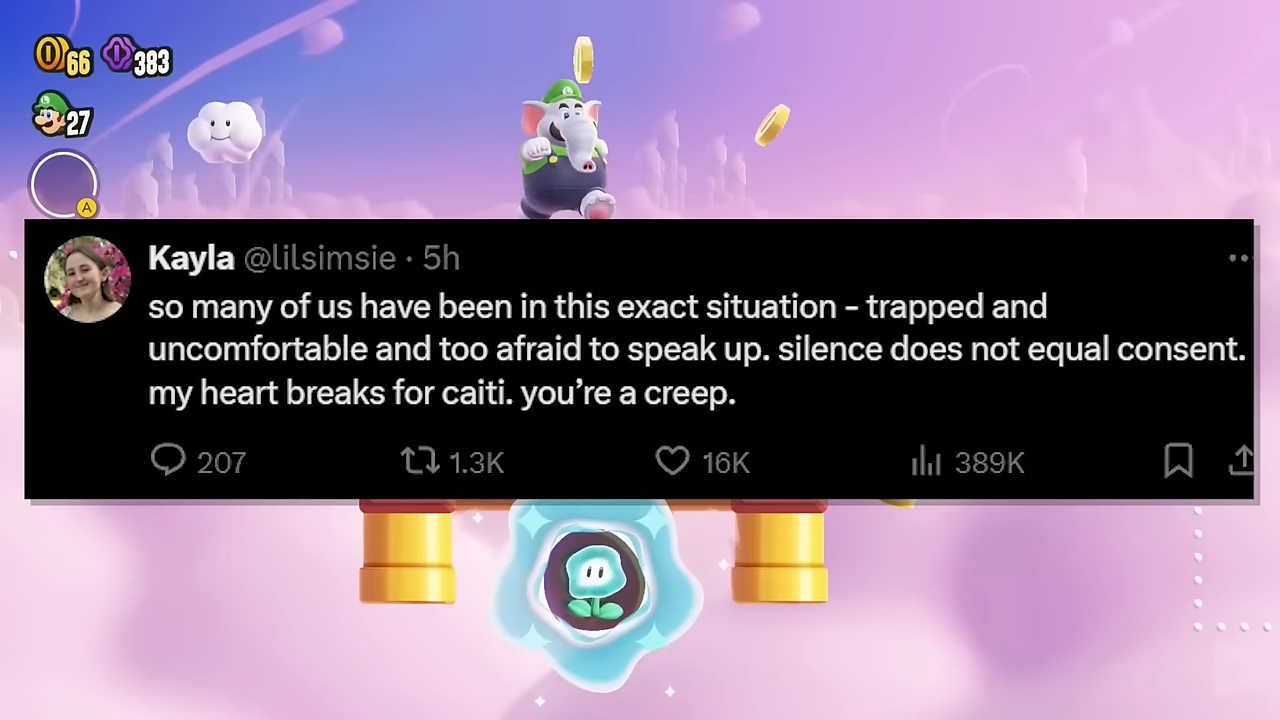 66 383
27
A
Kayla @lilsimsie · 5h
so many of us have been in this exact situation - trapped and
uncomfortable and too afraid to speak up. silence does not equal consent.
my heart breaks for caiti. you’re a creep.
207 1.3K 16K 389K